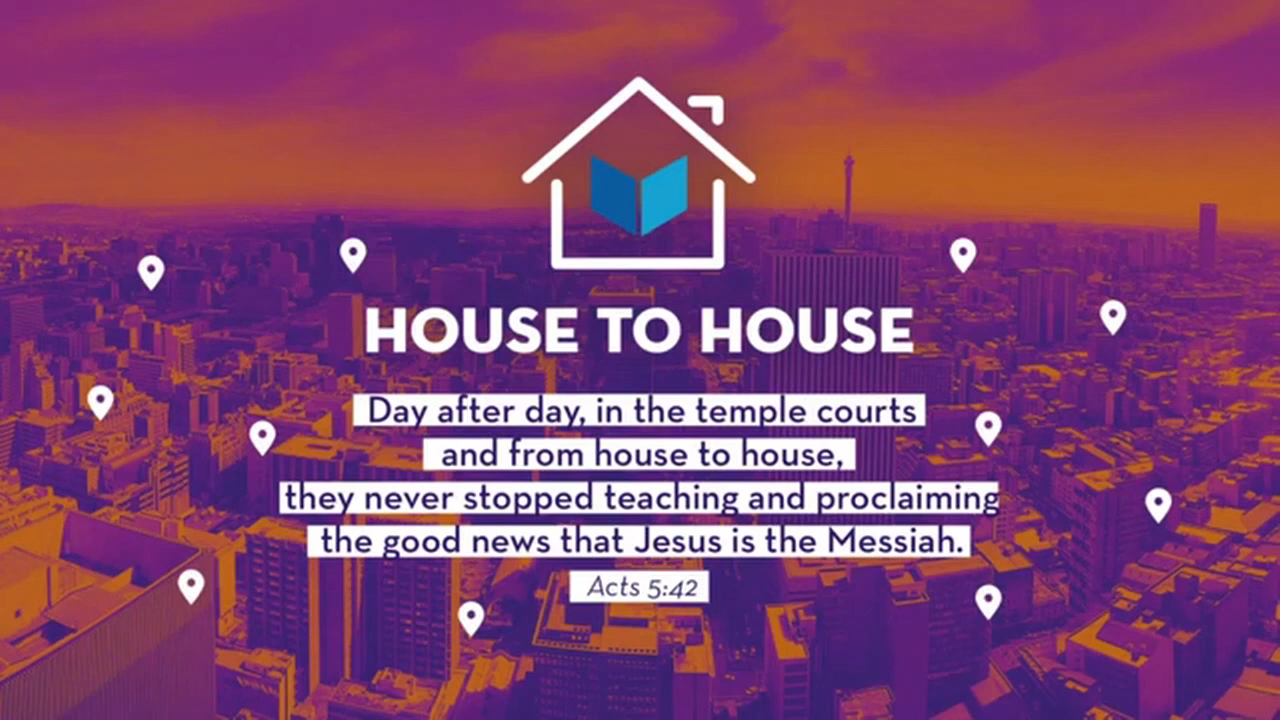 HOUSE TO HOUSE
Day after day, in the temple courts
and from house to house,
they never stopped teaching and proclaiming
the good news that Jesus is the Messiah.
Acts 5:42